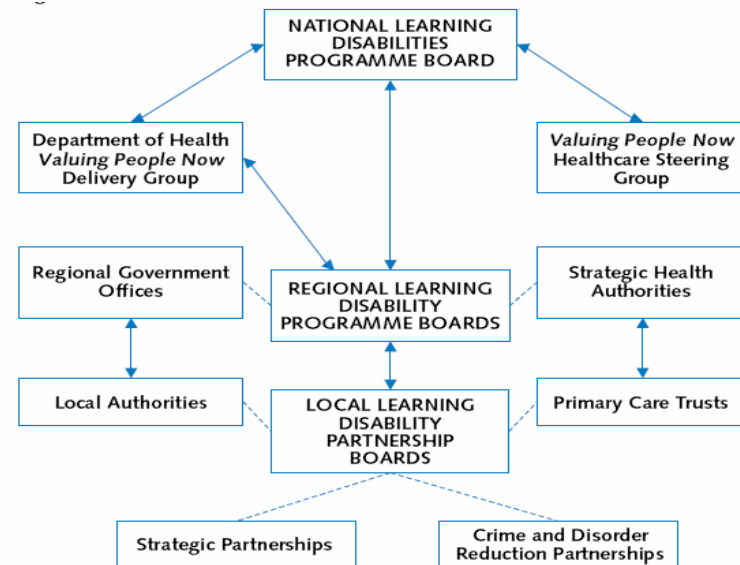 NATIONAL LEARNING
DISABILITIES
PROGRAMME BOARD
Department of Health
Valuing People Now
Delivery Group
Valuing People Now
Healthcare Steering
Group
Regional Government
Offices
REGIONAL LEARNING
DISABILITY
PROGRAMME BOARDS
Strategic Health
Authorities
Local Authorities
LOCAL LEARNING
DISABILITY
PARTNERSHIP
BOARDS
Primary Care Trusts
Strategic Partnerships
Crime and Disorder
Reduction Partnerships